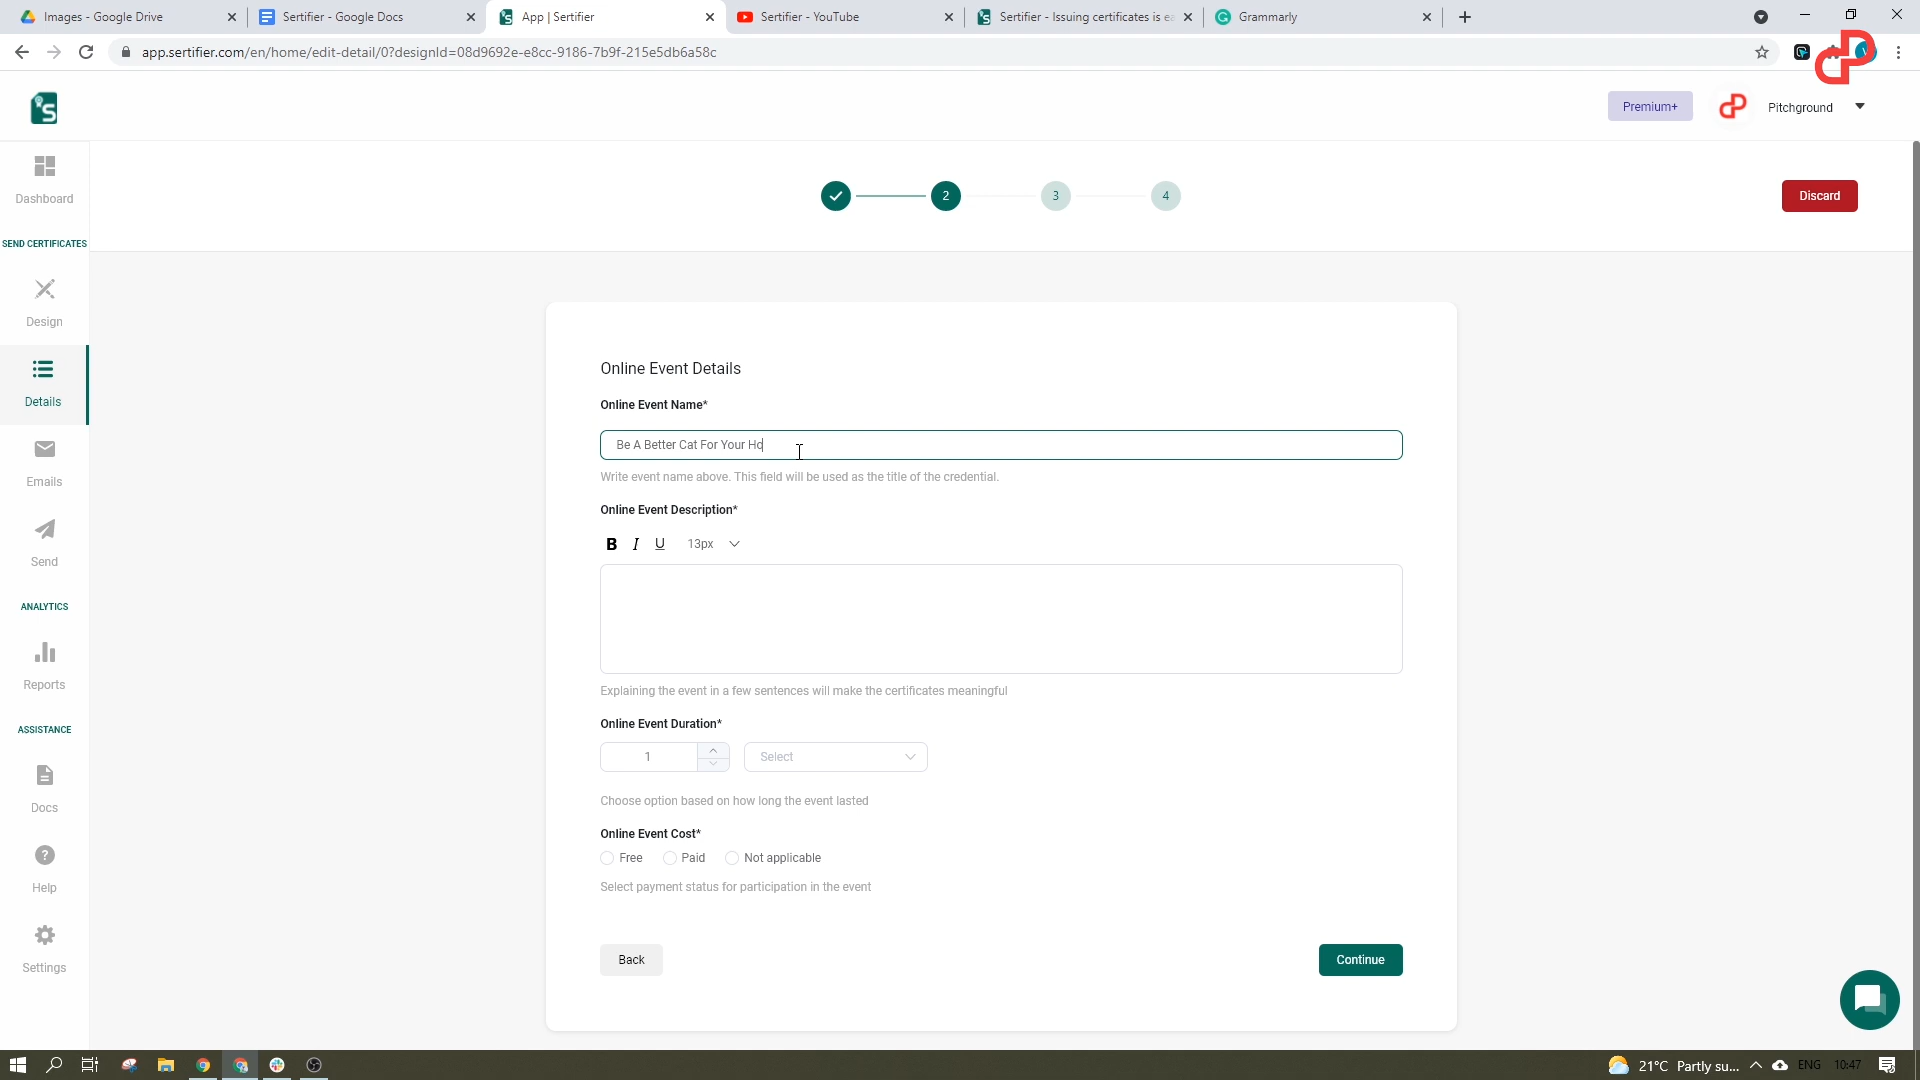 Images - Google Drive
Sertifier - Google Docs
App | Sertifier
Sertifier - YouTube
Sertifier - Issuing certificates is ea
Grammarly
app.sertifier.com/en/home/edit-detail/0?designId=08d9692e-e8cc-9186-7b9f-215e5db6a58c
Premium+
Pitchground
Dashboard
2
3
4
Discard
SEND CERTIFICATES
Design
Details
Emails
Send
ANALYTICS
Reports
ASSISTANCE
Docs
Help
Settings
Online Event Details
Online Event Name*
Be A Better Cat For Your Ho
Write event name above. This field will be used as the title of the credential.
Online Event Description*
B I U 13px
Explaining the event in a few sentences will make the certificates meaningful
Online Event Duration*
1 Select
Choose option based on how long the event lasted
Online Event Cost*
Free Paid Not applicable
Select payment status for participation in the event
Back
Continue
21°C Partly su...
ENG
10:47